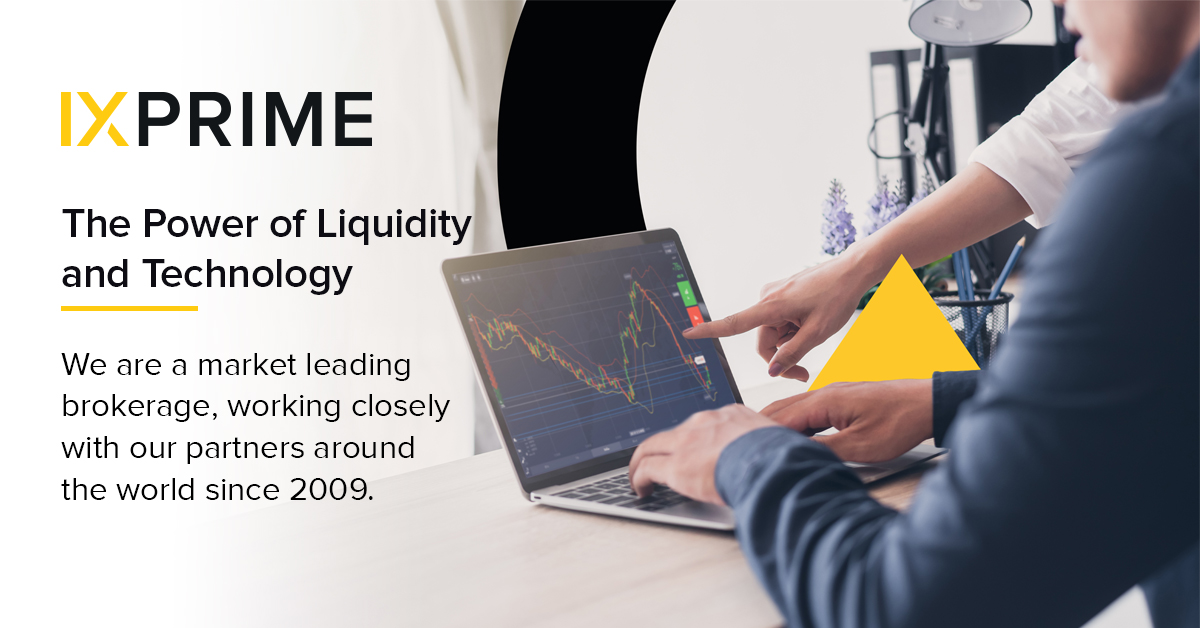 IXPRIME
The Power of Liquidity
and Technology
We are a market leading
brokerage, working closely
with our partners around
the world since 2009.